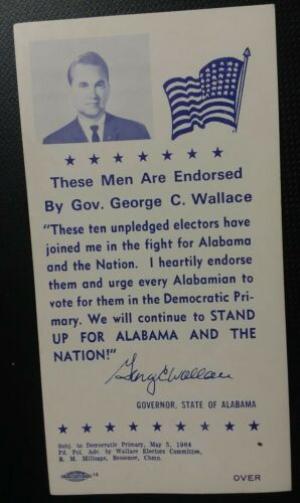 These Men Are Endorsed
By Gov. George C. Wallace
"These ten unpledged electors have
joined me in the fight for Alabama
and the Nation. I heartily endorse
them and urge every Alabamian to
vote for them in the Democratic Pri-
mary. We will continue to STAND
UP FOR ALABAMA AND THE
NATION!"
George C Wallace
GOVERNOR, STATE OF ALABAMA
Subj. to Democratic Primary, May 5, 1964
Pd. Pol. Adv. by Wallace Electors Committee,
R. M. Millsaps, Bessemer, Chmn.
OVER